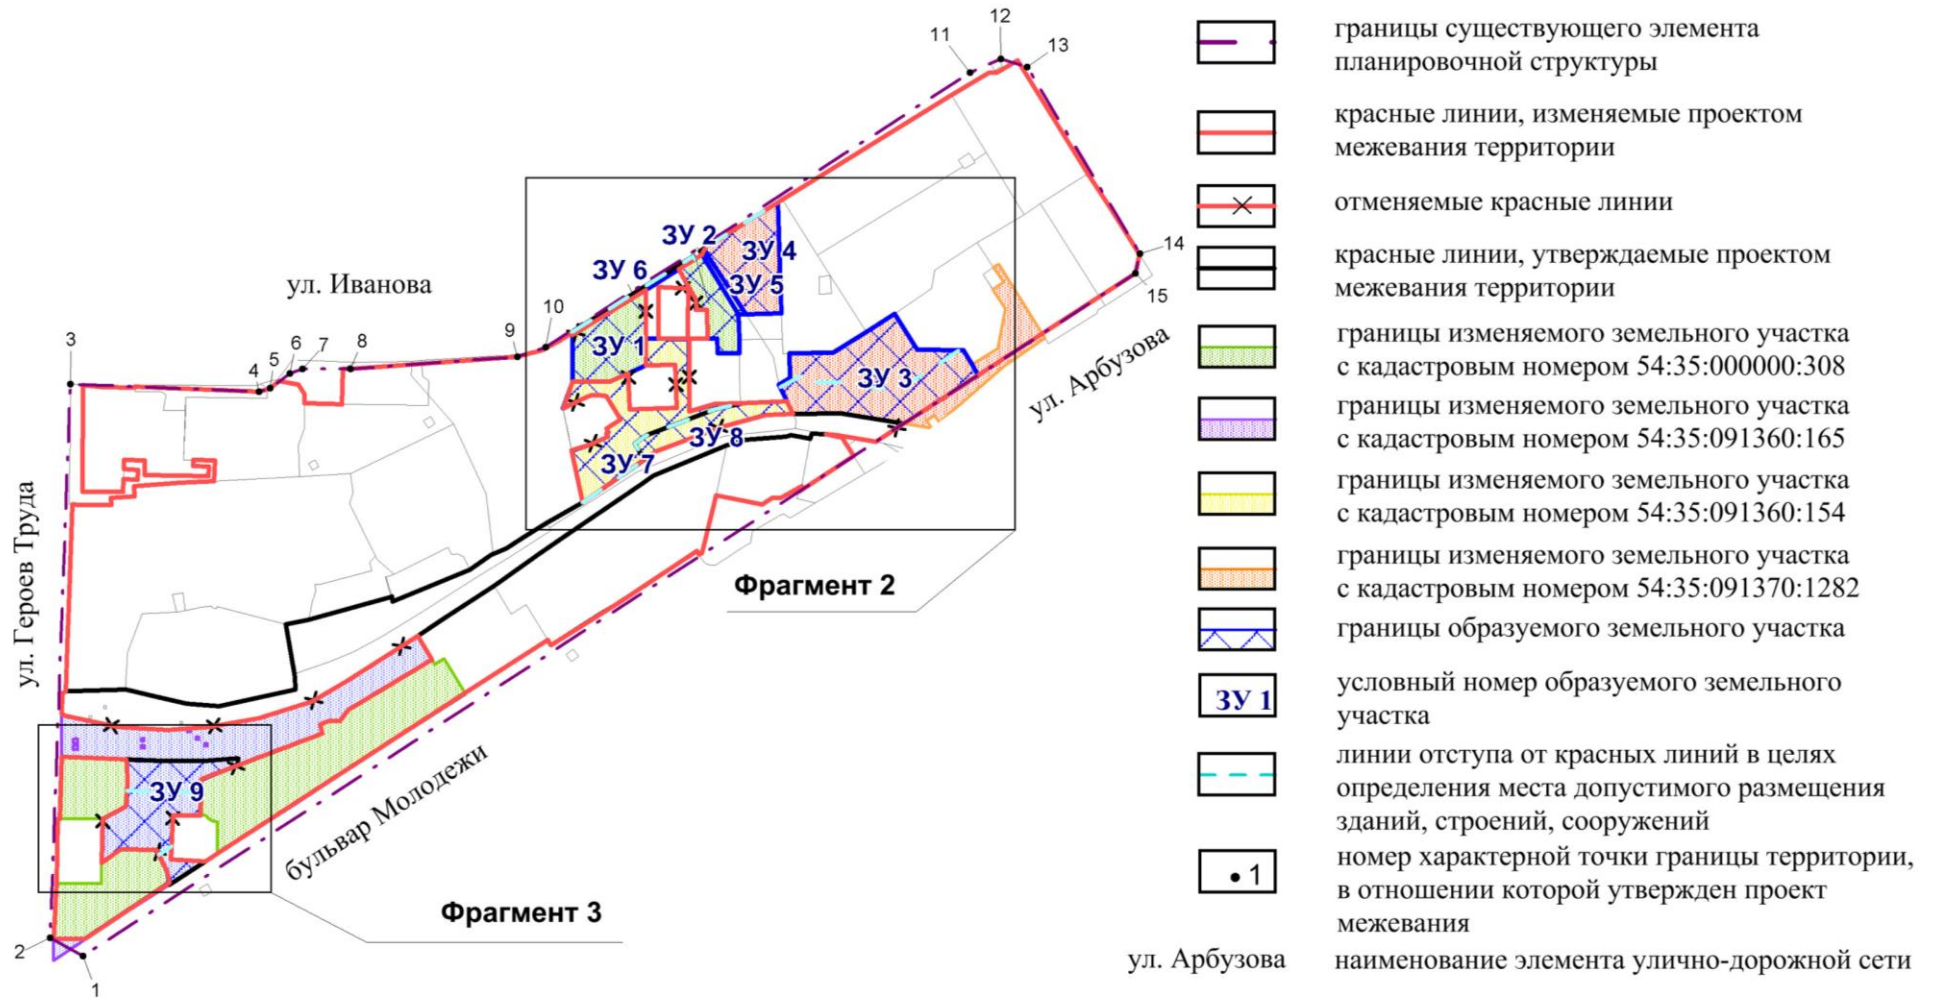 12
11
13
14
15
ЗУ 2
ЗУ 4
ЗУ 6
ЗУ 5
ул. Иванова
10
9
8
7
6
5
4
3
ЗУ 1
ЗУ 3
ул. Арбузова
ЗУ 8
ЗУ 7
ул. Героев Труда
Фрагмент 2
ЗУ 9
бульвар Молодежи
Фрагмент 3
2
1
границы существующего элемента
планировочной структуры
красные линии, изменяемые проектом
межевания территории
отменяемые красные линии
красные линии, утверждаемые проектом
межевания территории
границы изменяемого земельного участка
с кадастровым номером 54:35:000000:308
границы изменяемого земельного участка
с кадастровым номером 54:35:091360:165
границы изменяемого земельного участка
с кадастровым номером 54:35:091360:154
границы изменяемого земельного участка
с кадастровым номером 54:35:091370:1282
границы образуемого земельного участка
ЗУ 1
условный номер образуемого земельного
участка
линии отступа от красных линий в целях
определения места допустимого размещения
зданий, строений, сооружений
1
номер характерной точки границы территории,
в отношении которой утвержден проект
межевания
ул. Арбузова
наименование элемента улично-дорожной сети